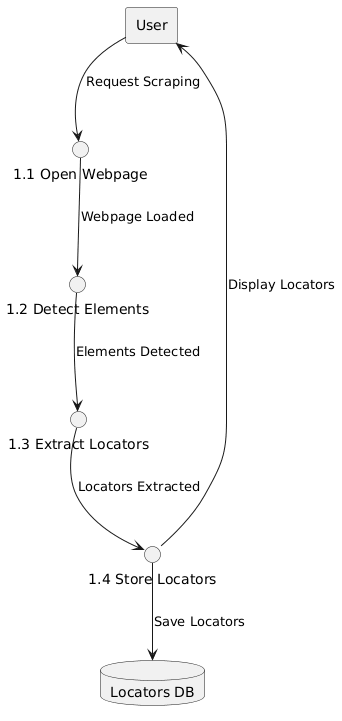 User
Request Scraping
1.1 Open Webpage
Webpage Loaded
1.2 Detect Elements
Display Locators
Elements Detected
1.3 Extract Locators
Locators Extracted
1.4 Store Locators
Save Locators
Locators DB